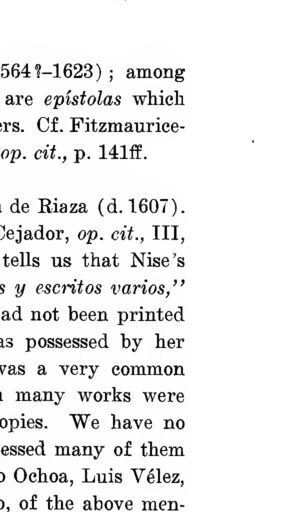 564?–1623) ; among
are epístolas which
ers. Cf. Fitzmaurice-
op. cit., p. 141ff.
de Riaza (d. 1607).
Cejador, op. cit., III,
tells us that Nise's
s y escritos varios,”
ad not been printed
as possessed by her
was a very common
many works were
opies. We have no
essed many of them
o Ochoa, Luis Vélez,
o, of the above men-